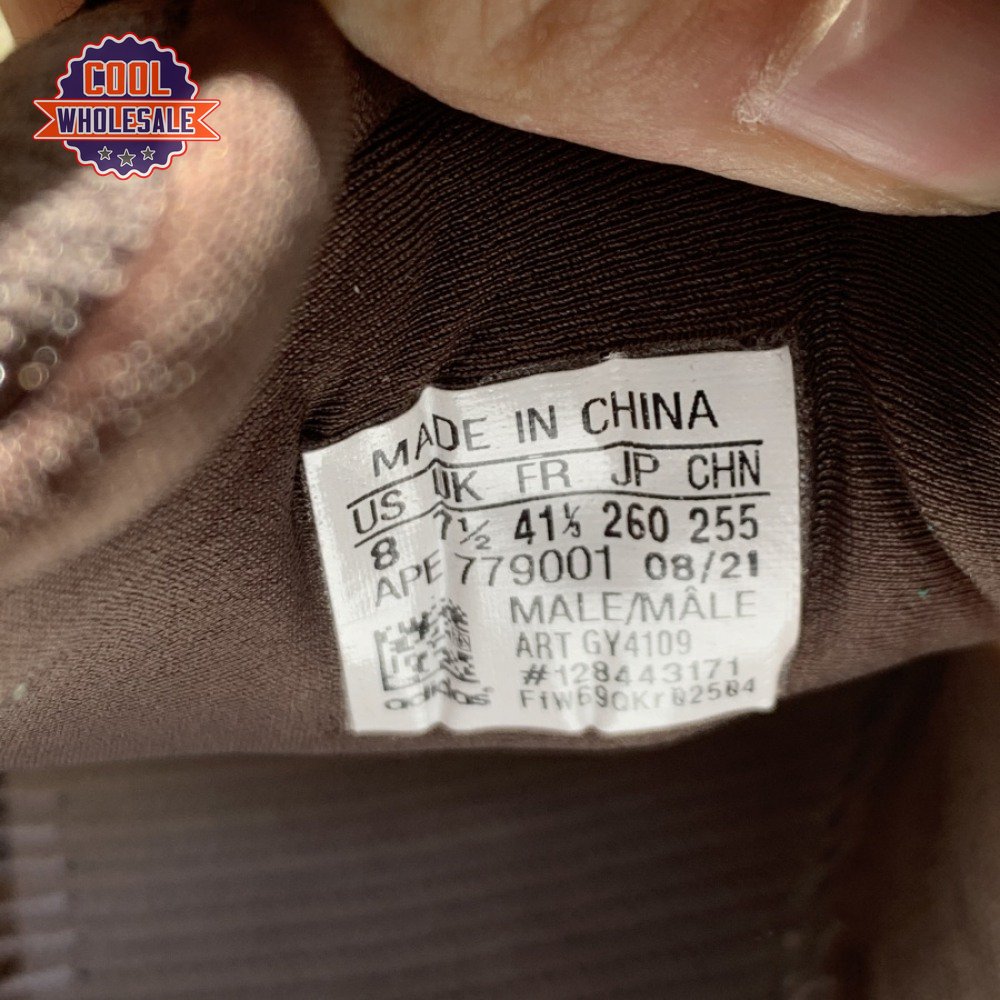 COOL
WHOLESALE
MADE IN CHINA
US UK FR JP CHN
8 7½ 41⅓ 260 255
APE 779001 08/21
MALE/MÂLE
ART GY4109
#128443171
adidas